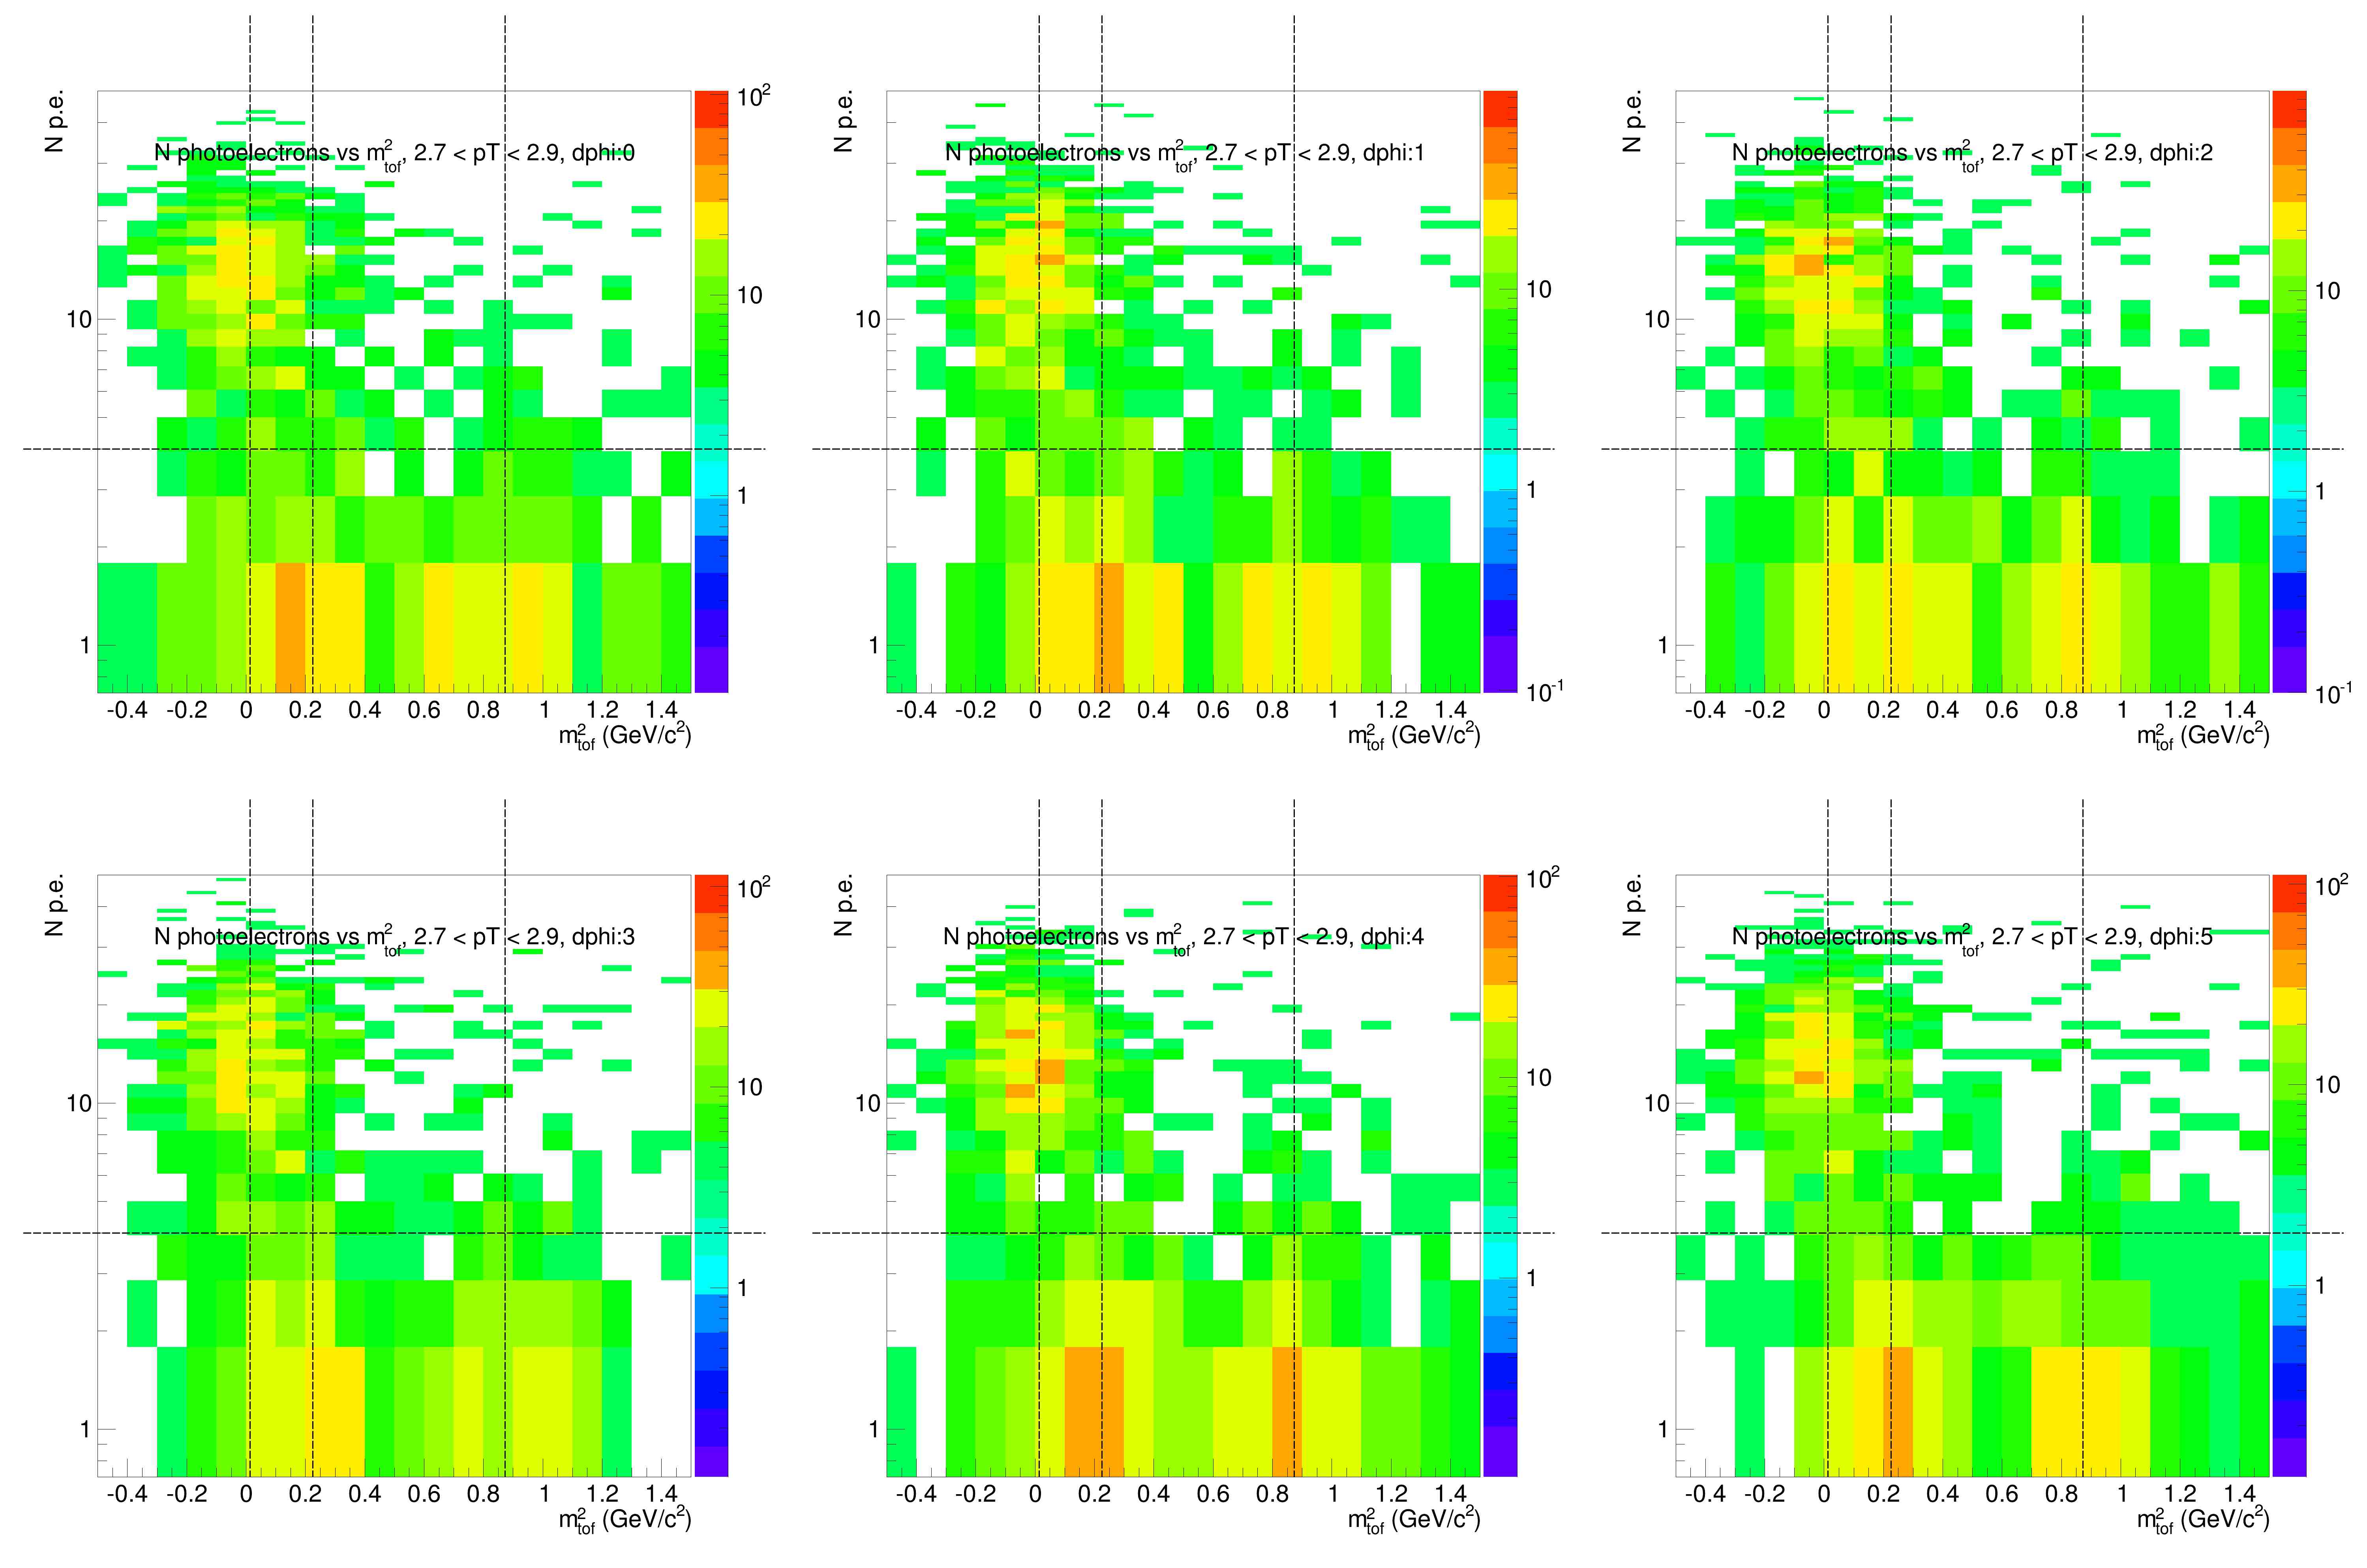 N photoelectrons vs m²tof, 2.7 < pT < 2.9, dphi:0
N p.e.
10
1
-0.4 -0.2 0 0.2 0.4 0.6 0.8 1 1.2 1.4
m²tof (GeV/c²)
10²
10
1
N photoelectrons vs m²tof, 2.7 < pT < 2.9, dphi:1
N p.e.
10
1
-0.4 -0.2 0 0.2 0.4 0.6 0.8 1 1.2 1.4
m²tof (GeV/c²)
10
1
10⁻¹
N photoelectrons vs m²tof, 2.7 < pT < 2.9, dphi:2
N p.e.
10
1
-0.4 -0.2 0 0.2 0.4 0.6 0.8 1 1.2 1.4
m²tof (GeV/c²)
10
1
10⁻¹
N photoelectrons vs m²tof, 2.7 < pT < 2.9, dphi:3
N p.e.
10
1
-0.4 -0.2 0 0.2 0.4 0.6 0.8 1 1.2 1.4
m²tof (GeV/c²)
10²
10
1
N photoelectrons vs m²tof, 2.7 < pT < 2.9, dphi:4
N p.e.
10
1
-0.4 -0.2 0 0.2 0.4 0.6 0.8 1 1.2 1.4
m²tof (GeV/c²)
10²
10
1
N photoelectrons vs m²tof, 2.7 < pT < 2.9, dphi:5
N p.e.
10
1
-0.4 -0.2 0 0.2 0.4 0.6 0.8 1 1.2 1.4
m²tof (GeV/c²)
10²
10
1